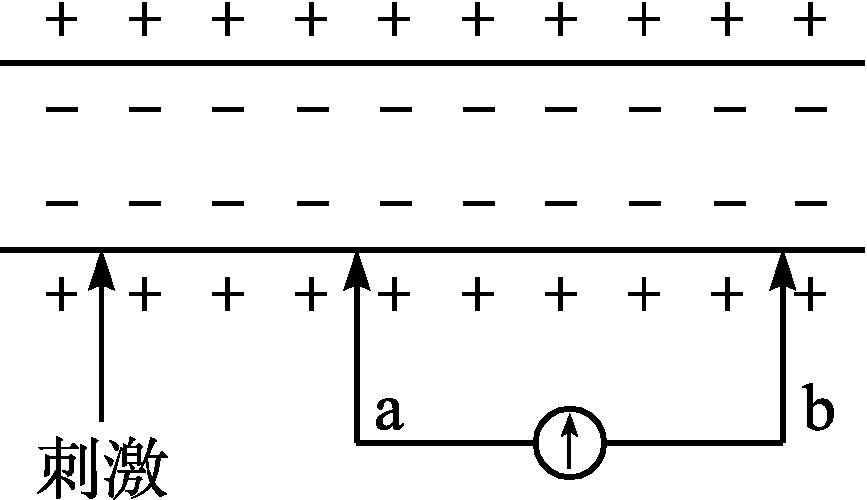 + + + + + + + + + +
− − − − − − − − − −
− − − − − − − − − −
+ + + + + + + + + +
a b
刺激